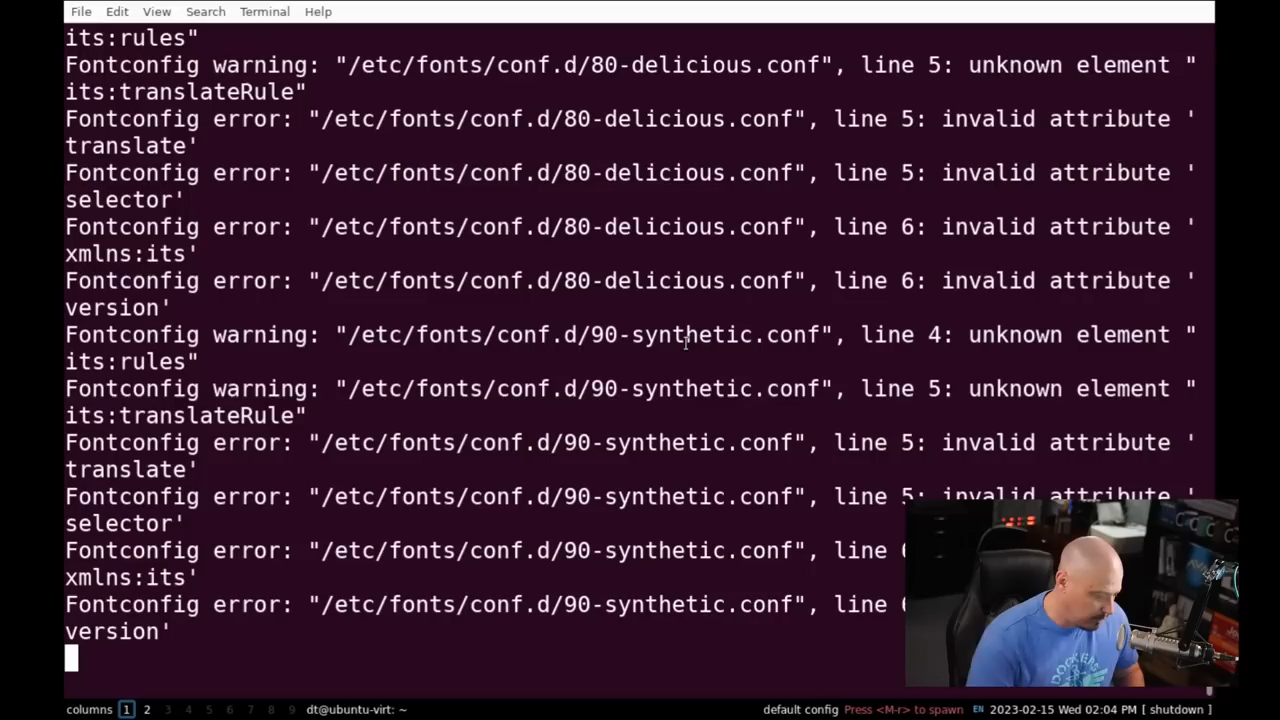 File Edit View Search Terminal Help
its:rules"
Fontconfig warning: "/etc/fonts/conf.d/80-delicious.conf", line 5: unknown element "
its:translateRule"
Fontconfig error: "/etc/fonts/conf.d/80-delicious.conf", line 5: invalid attribute '
translate'
Fontconfig error: "/etc/fonts/conf.d/80-delicious.conf", line 5: invalid attribute '
selector'
Fontconfig error: "/etc/fonts/conf.d/80-delicious.conf", line 6: invalid attribute '
xmlns:its'
Fontconfig error: "/etc/fonts/conf.d/80-delicious.conf", line 6: invalid attribute '
version'
Fontconfig warning: "/etc/fonts/conf.d/90-synthetic.conf", line 4: unknown element "
its:rules"
Fontconfig warning: "/etc/fonts/conf.d/90-synthetic.conf", line 5: unknown element "
its:translateRule"
Fontconfig error: "/etc/fonts/conf.d/90-synthetic.conf", line 5: invalid attribute '
translate'
Fontconfig error: "/etc/fonts/conf.d/90-synthetic.conf", line 5: invalid attribute '
selector'
Fontconfig error: "/etc/fonts/conf.d/90-synthetic.conf", line
xmlns:its'
Fontconfig error: "/etc/fonts/conf.d/90-synthetic.conf", line
version'
columns 1 2 3 4 5 6 7 8 9 dt@ubuntu-virt: ~ default config Press <M-r> to spawn EN 2023-02-15 Wed 02:04 PM [ shutdown ]